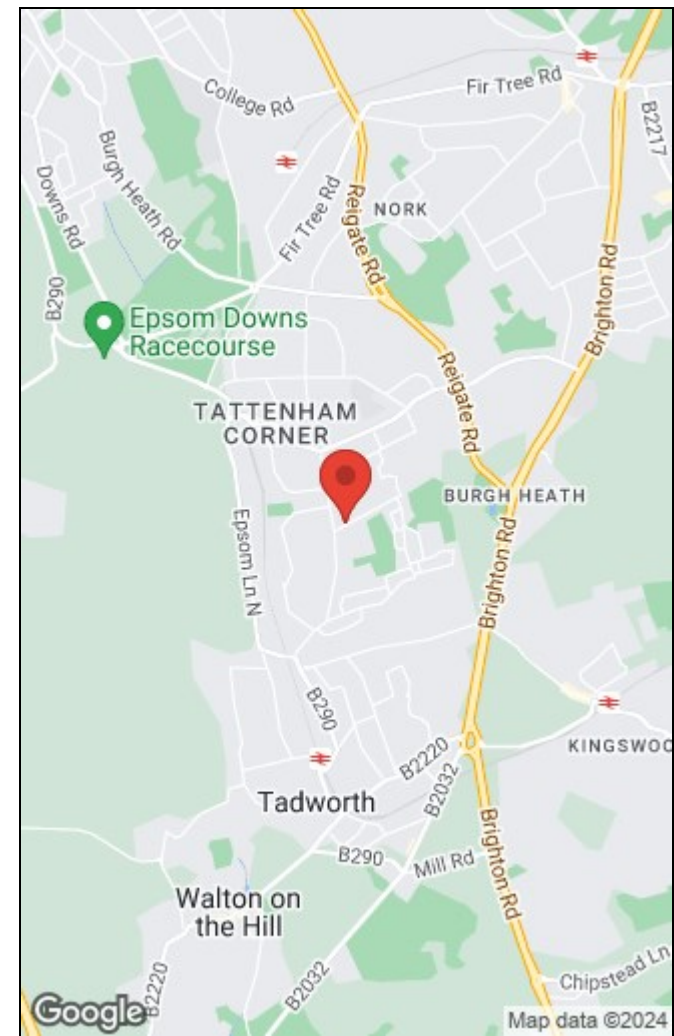 College Rd
Fir Tree Rd
B2217
Burgh Heath Rd
Downs Rd
Fir Tree Rd
Reigate Rd
NORK
B290
Epsom Downs
Racecourse
Brighton Rd
Reigate Rd
TATTENHAM
CORNER
BURGH HEATH
Epsom Ln N
Brighton Rd
B290
KINGSWOO
B2220
B2032
Tadworth
B290
Mill Rd
Brighton Rd
Walton on
the Hill
B2220
B2032
Chipstead Ln
Google
Map data ©2024